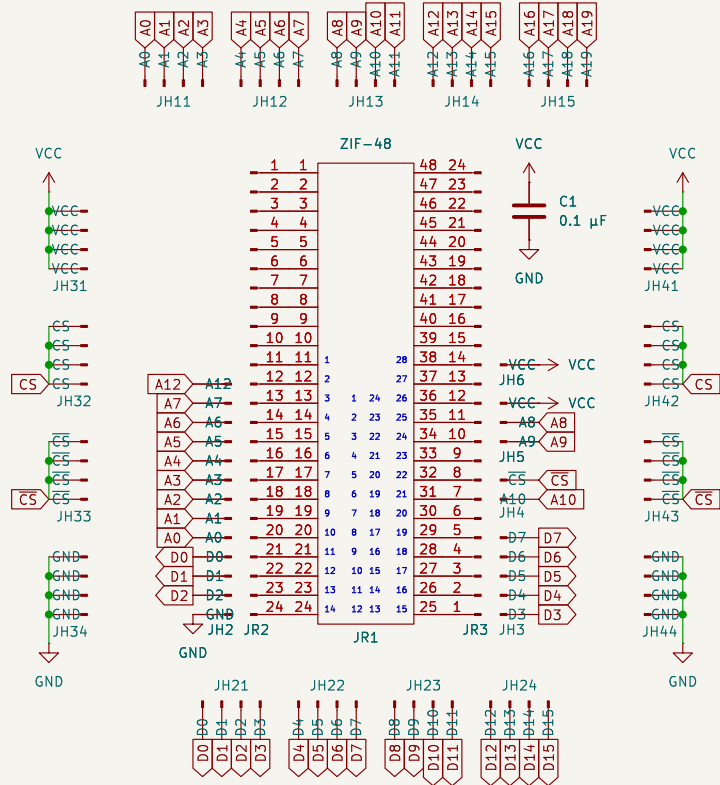 A0 A1 A2 A3 A4 A5 A6 A7 A8 A9 A10 A11 A12 A13 A14 A15 A16 A17 A18 A19
A0 A1 A2 A3 A4 A5 A6 A7 A8 A9 A10 A11 A12 A13 A14 A15 A16 A17 A18 A19
JH11 JH12 JH13 JH14 JH15
ZIF-48
VCC VCC VCC
1 1 48 24
2 2 47 23
VCC 3 3 46 22 C1 VCC
VCC 4 4 45 21 0.1 µF VCC
VCC 5 5 44 20 VCC
VCC 6 6 43 19 VCC
GND
JH31 7 7 42 18 JH41
8 8 41 17
CS 9 9 40 16 CS
CS 10 10 39 15 CS
CS 11 11 1 28 38 14 VCC VCC CS
CS CS A12 A12 12 12 2 27 37 13 JH6 CS CS
JH32 A7 A7 13 13 3 1 24 26 36 12 VCC VCC JH42
A6 A6 14 14 4 2 23 25 35 11 A8 A8
C̅S̅ A5 A5 15 15 5 3 22 24 34 10 A9 A9 C̅S̅
JH5
C̅S̅ A4 A4 16 16 6 4 21 23 33 9 C̅S̅
C̅S̅ A3 A3 17 17 7 5 20 22 32 8 C̅S̅ C̅S̅ C̅S̅
C̅S̅ C̅S̅ A2 A2 18 18 8 6 19 21 31 7 A10 A10 C̅S̅ C̅S̅
JH33 A1 A1 19 19 9 7 18 20 30 6 JH4 JH43
A0 A0 20 20 10 8 17 19 29 5 D7 D7
GND D0 D0 21 21 11 9 16 18 28 4 D6 D6 GND
GND D1 D1 22 22 12 10 15 17 27 3 D5 D5 GND
GND D2 D2 23 23 13 11 14 16 26 2 D4 D4 GND
GND GND 24 24 14 12 13 15 25 1 D3 D3 GND
JH34 JH2 JR2 JR1 JR3 JH3 JH44
GND
GND GND
JH21 JH22 JH23 JH24
D0 D1 D2 D3 D4 D5 D6 D7 D8 D9 D10 D11 D12 D13 D14 D15
D0 D1 D2 D3 D4 D5 D6 D7 D8 D9 D10 D11 D12 D13 D14 D15